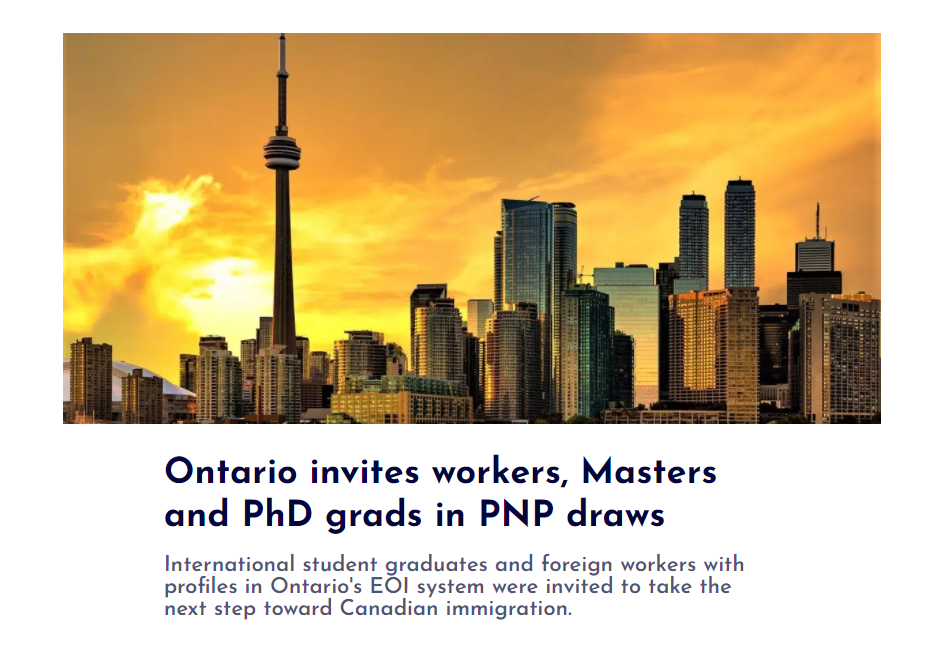 Ontario invites workers, Masters
and PhD grads in PNP draws
International student graduates and foreign workers with
profiles in Ontario's EOI system were invited to take the
next step toward Canadian immigration.